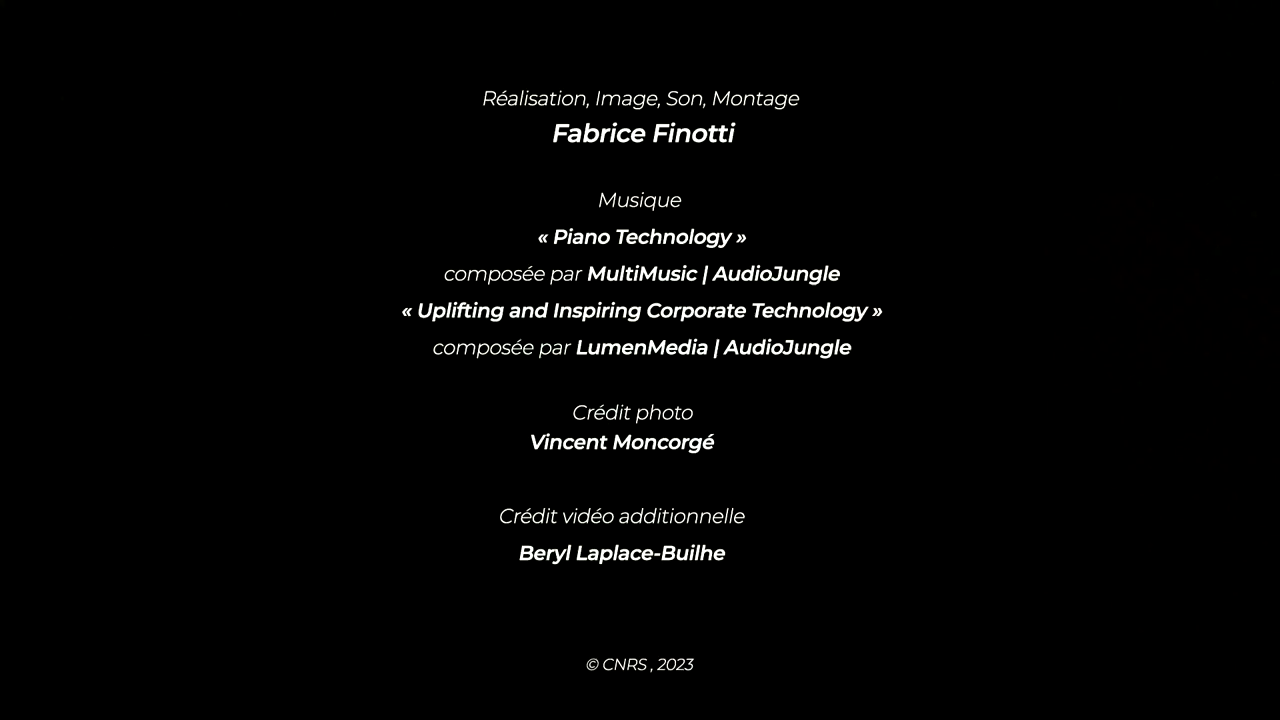 Réalisation, Image, Son, Montage
Fabrice Finotti
Musique
« Piano Technology »
composée par MultiMusic | AudioJungle
« Uplifting and Inspiring Corporate Technology »
composée par LumenMedia | AudioJungle
Crédit photo
Vincent Moncorgé
Crédit vidéo additionnelle
Beryl Laplace-Builhe
© CNRS , 2023